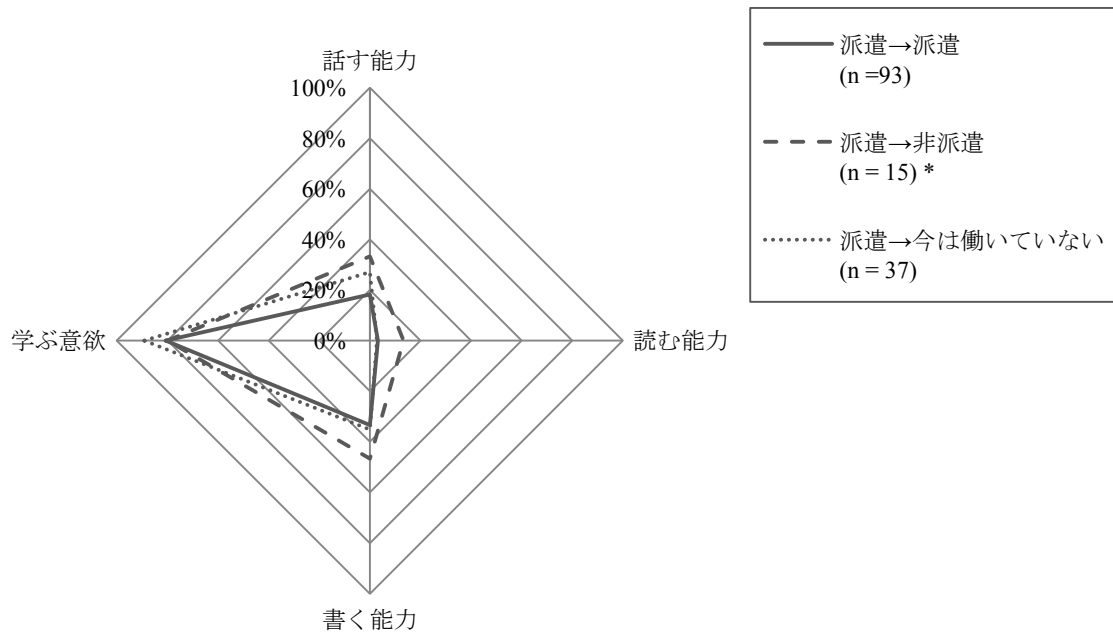 話す能力
100%
80%
60%
40%
20%
0%
学ぶ意欲
読む能力
書く能力
派遣→派遣
(n =93)
派遣→非派遣
(n = 15) *
派遣→今は働いていない
(n = 37)